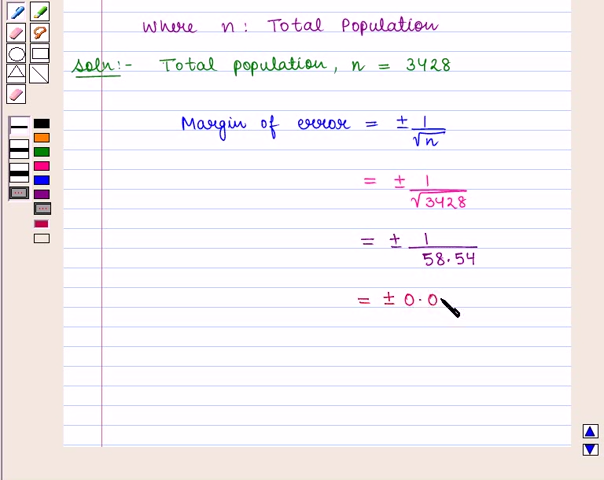 Where n: Total Population
Soln:- Total population, n = 3428
Margin of error = ± 1/√n
= ± 1/√3428
= ± 1/58.54
= ± 0.0